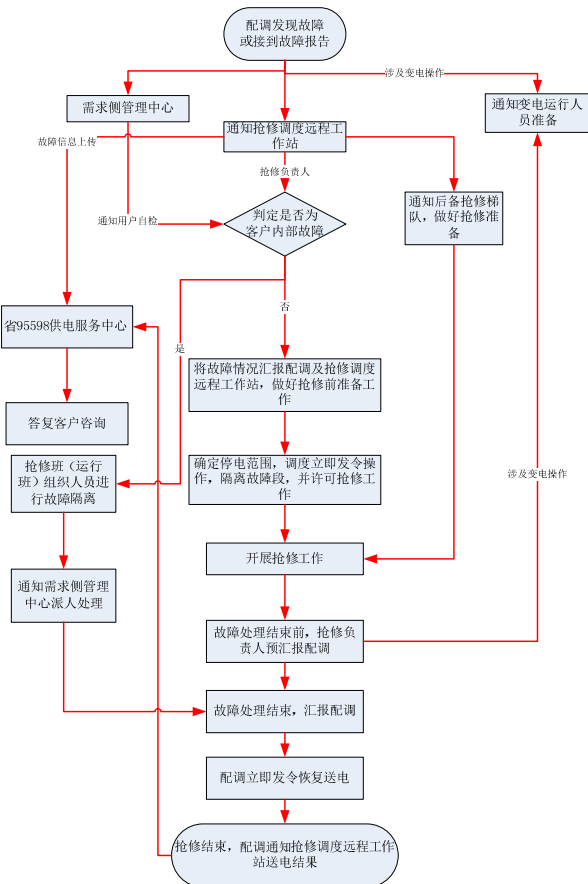 配调发现故障
或接到故障报告
涉及变电操作
需求侧管理中心
通知变电运行人
员准备
通知抢修调度远程工
作站
故障信息上传
抢修负责人
通知后备抢修梯
队，做好抢修准
备
判定是否为
客户内部故障
通知用户自检
否
省95598供电服务中心
是
将故障情况汇报配调及抢修调度
远程工作站，做好抢修前准备工
作
答复客户咨询
抢修班（运行
班）组织人员进
行故障隔离
确定停电范围，调度立即发令操
作，隔离故障段，并许可抢修工
作
涉及变电操作
开展抢修工作
通知需求侧管理
中心派人处理
故障处理结束前，抢修负
责人预汇报配调
故障处理结束，汇报配调
配调立即发令恢复送电
抢修结束，配调通知抢修调度远程工作
站送电结果